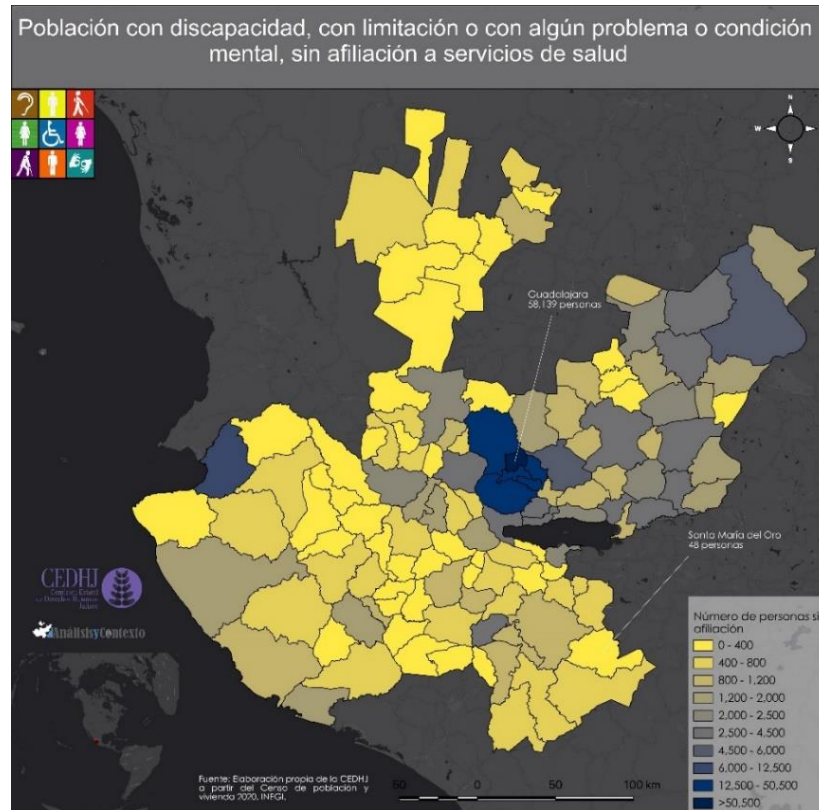 Población con discapacidad, con limitación o con algún problema o condición
mental, sin afiliación a servicios de salud
N
W
E
S
Guadalajara
58,139 personas
Santa María del Oro
48 personas
CEDHJ
AnálisisyContexto
Número de personas si
afiliación
0 - 400
400 - 800
800 - 1,200
1,200 - 2,000
2,000 - 2,500
2,500 - 4,500
4,500 - 6,000
6,000 - 12,500
12,500 - 50,500
>50,500
Fuente: Elaboración propia de la CEDHJ
a partir del Censo de población y
vivienda 2020, INEGI.
50 0 50 100 km